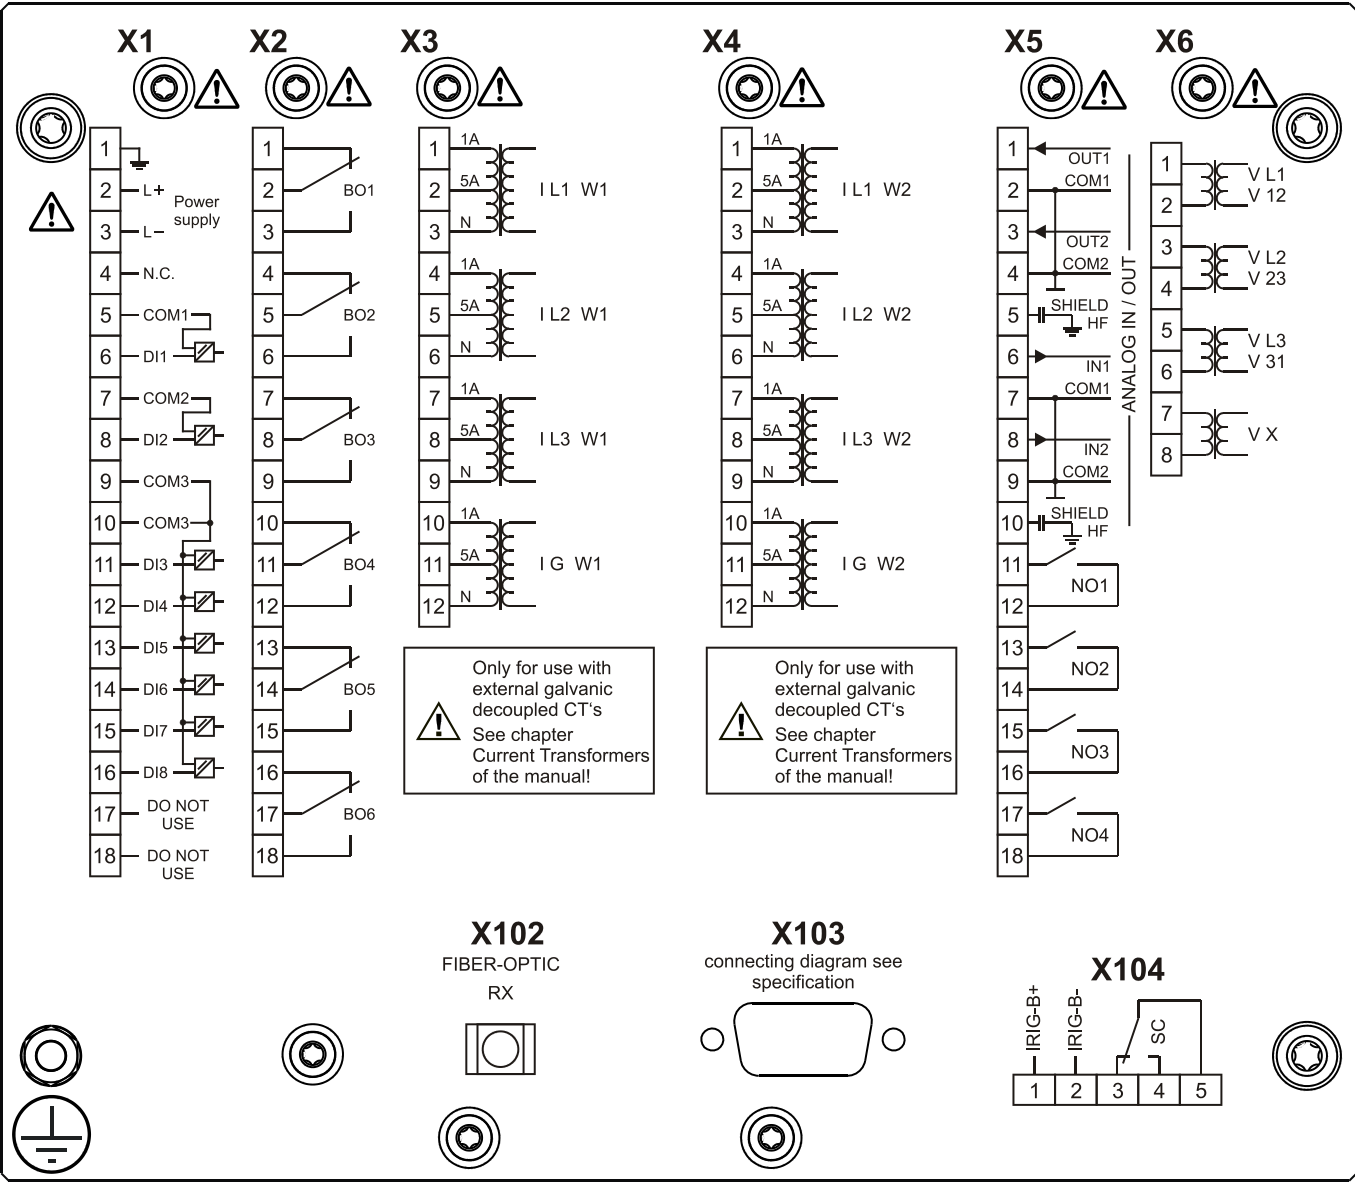 X1
X2
X3
X4
X5
X6
1
2 L+
Power
supply
3 L−
4 N.C.
5 COM1
6 DI1
7 COM2
8 DI2
9 COM3
10 COM3
11 DI3
12 DI4
13 DI5
14 DI6
15 DI7
16 DI8
17 DO NOT
USE
18 DO NOT
USE
1
2 BO1
3
4
5 BO2
6
7
8 BO3
9
10
11 BO4
12
13
14 BO5
15
16
17 BO6
18
1 1A
2 5A I L1 W1
3 N
4 1A
5 5A I L2 W1
6 N
7 1A
8 5A I L3 W1
9 N
10 1A
11 5A I G W1
12 N
Only for use with
external galvanic
decoupled CT‘s
See chapter
Current Transformers
of the manual!
1 1A
2 5A I L1 W2
3 N
4 1A
5 5A I L2 W2
6 N
7 1A
8 5A I L3 W2
9 N
10 1A
11 5A I G W2
12 N
Only for use with
external galvanic
decoupled CT‘s
See chapter
Current Transformers
of the manual!
1 OUT1
2 COM1
3 OUT2
4 COM2
5 SHIELD
HF
6 IN1
7 COM1
8 IN2
9 COM2
10 SHIELD
HF
ANALOG IN / OUT
11
NO1
12
13
NO2
14
15
NO3
16
17
NO4
18
1 V L1
2 V 12
3 V L2
4 V 23
5 V L3
6 V 31
7
V X
8
X102
FIBER-OPTIC
RX
X103
connecting diagram see
specification
X104
IRIG-B+
IRIG-B-
SC
1 2 3 4 5